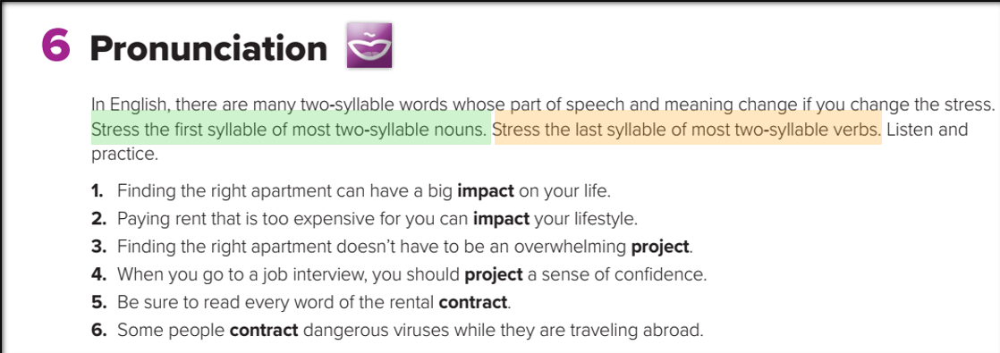 6 Pronunciation
In English, there are many two-syllable words whose part of speech and meaning change if you change the stress.
Stress the first syllable of most two-syllable nouns. Stress the last syllable of most two-syllable verbs. Listen and
practice.
1. Finding the right apartment can have a big impact on your life.
2. Paying rent that is too expensive for you can impact your lifestyle.
3. Finding the right apartment doesn't have to be an overwhelming project.
4. When you go to a job interview, you should project a sense of confidence.
5. Be sure to read every word of the rental contract.
6. Some people contract dangerous viruses while they are traveling abroad.